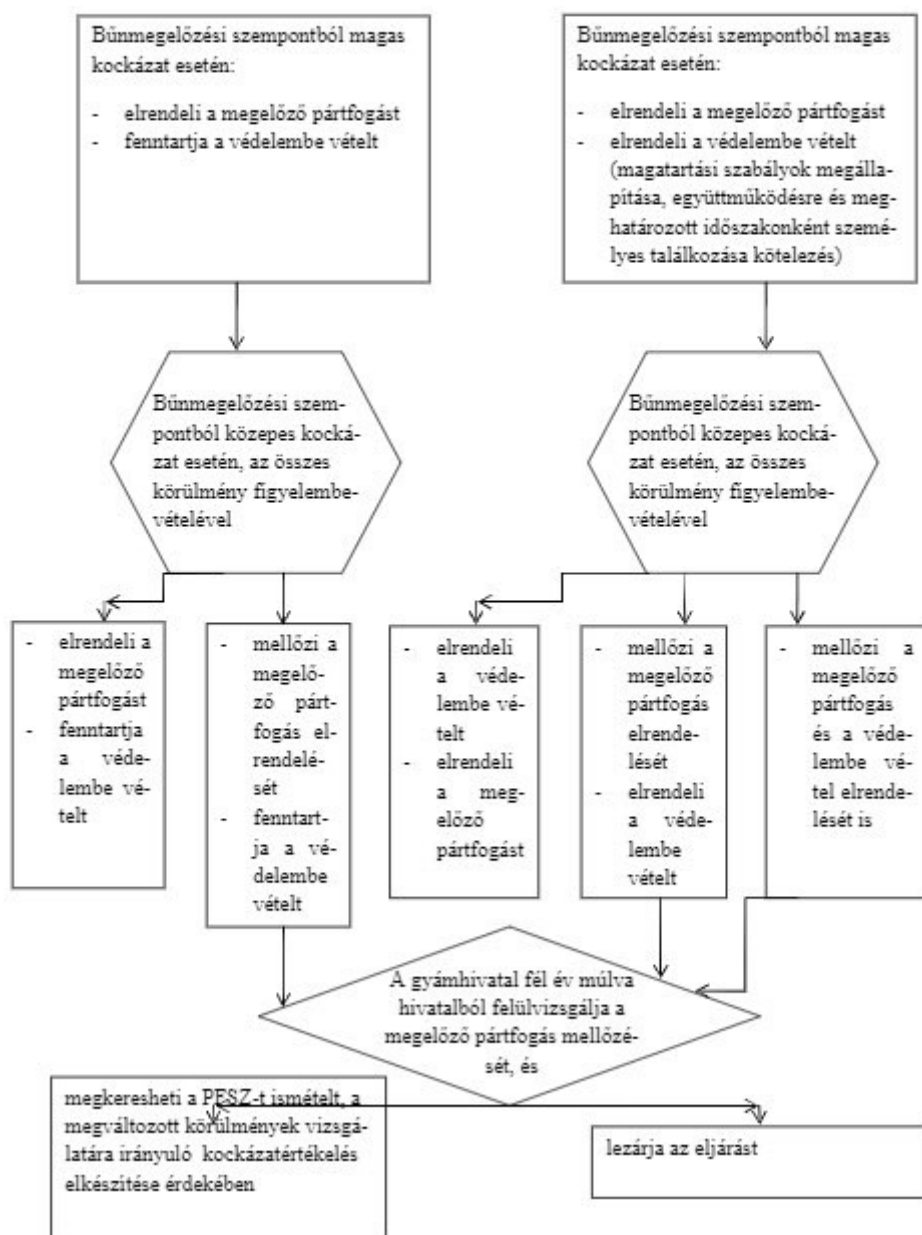 Bűnmegelőzési szempontból magas
kockázat esetén:
- elrendeli a megelőző pártfogást
- fenntartja a védelembe vételt
Bűnmegelőzési szempontból magas
kockázat esetén:
- elrendeli a megelőző pártfogást
- elrendeli a védelembe vételt
(magatartási szabályok megálla-
pítása, együttműködésre és meg-
határozott időszakonként szemé-
lyes találkozása kötelezés)
Bűnmegelőzési szem-
pontból közepes kocká-
zat esetén, az összes
körülmény figyelembe-
vételével
Bűnmegelőzési szem-
pontból közepes kocká-
zat esetén, az összes
körülmény figyelembe-
vételével
- elrendeli a
megelőző
pártfogást
- fenntartja
a véde-
lembe vé-
telt
- mellőzi a
megelő-
ző párt-
fogás el-
rendelé-
sét
- fenntart-
ja a vé-
delembe
vételt
- elrendeli
a véde-
lembe vé-
telt
- elrendeli
a meg-
előző
pártfogást
- mellőzi a
megelőző
pártfogás
elrende-
lését
- elrendeli
a véde-
lembe
vételt
- mellőzi a
megelőző
pártfogás
és a véde-
lembe vé-
tel elrende-
lését is
A gyámhivatal fél év múlva
hivatalból felülvizsgálja a
megelőző pártfogás mellőzé-
sét, és
megkeresheti a PFSZ-t ismételt, a
megváltozott körülmények vizsgá-
latára irányuló kockázatértékelés
elkészítése érdekében
lezárja az eljárást